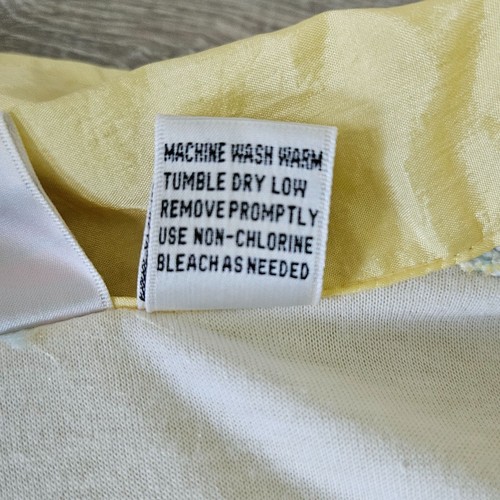 MACHINE WASH WARM
TUMBLE DRY LOW
REMOVE PROMPTLY
USE NON-CHLORINE
BLEACH AS NEEDED